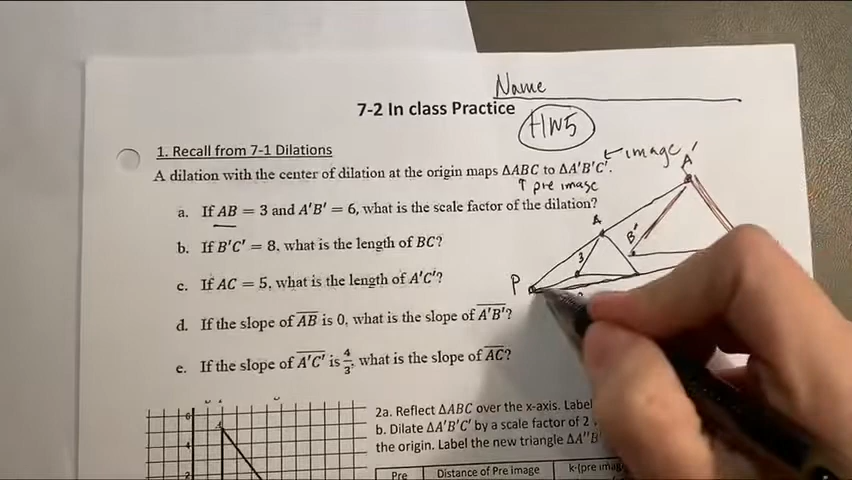 Name
7-2 In class Practice
HW5
1. Recall from 7-1 Dilations
← image
A dilation with the center of dilation at the origin maps ΔABC to ΔA'B'C'.
↑ pre image
a. If AB = 3 and A'B' = 6, what is the scale factor of the dilation?
b. If B'C' = 8, what is the length of BC?
c. If AC = 5, what is the length of A'C'?
d. If the slope of A̅B̅ is 0, what is the slope of A̅'B̅'?
e. If the slope of A̅'C̅' is 4/3, what is the slope of A̅C̅?
A'
A
B'
3
P
6
4
2
2a. Reflect ΔABC over the x-axis. Label
b. Dilate ΔA'B'C' by a scale factor of 2
the origin. Label the new triangle ΔA''B
Pre
Distance of Pre image
k·(pre imag